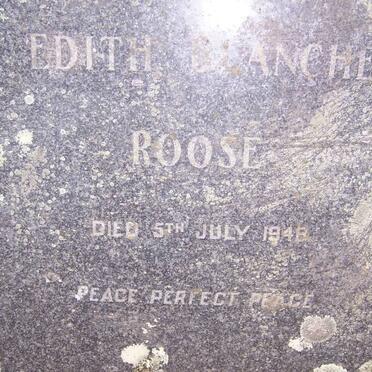 EDITH BLANCHE
ROOSE
DIED 5TH JULY 1948
PEACE PERFECT PEACE